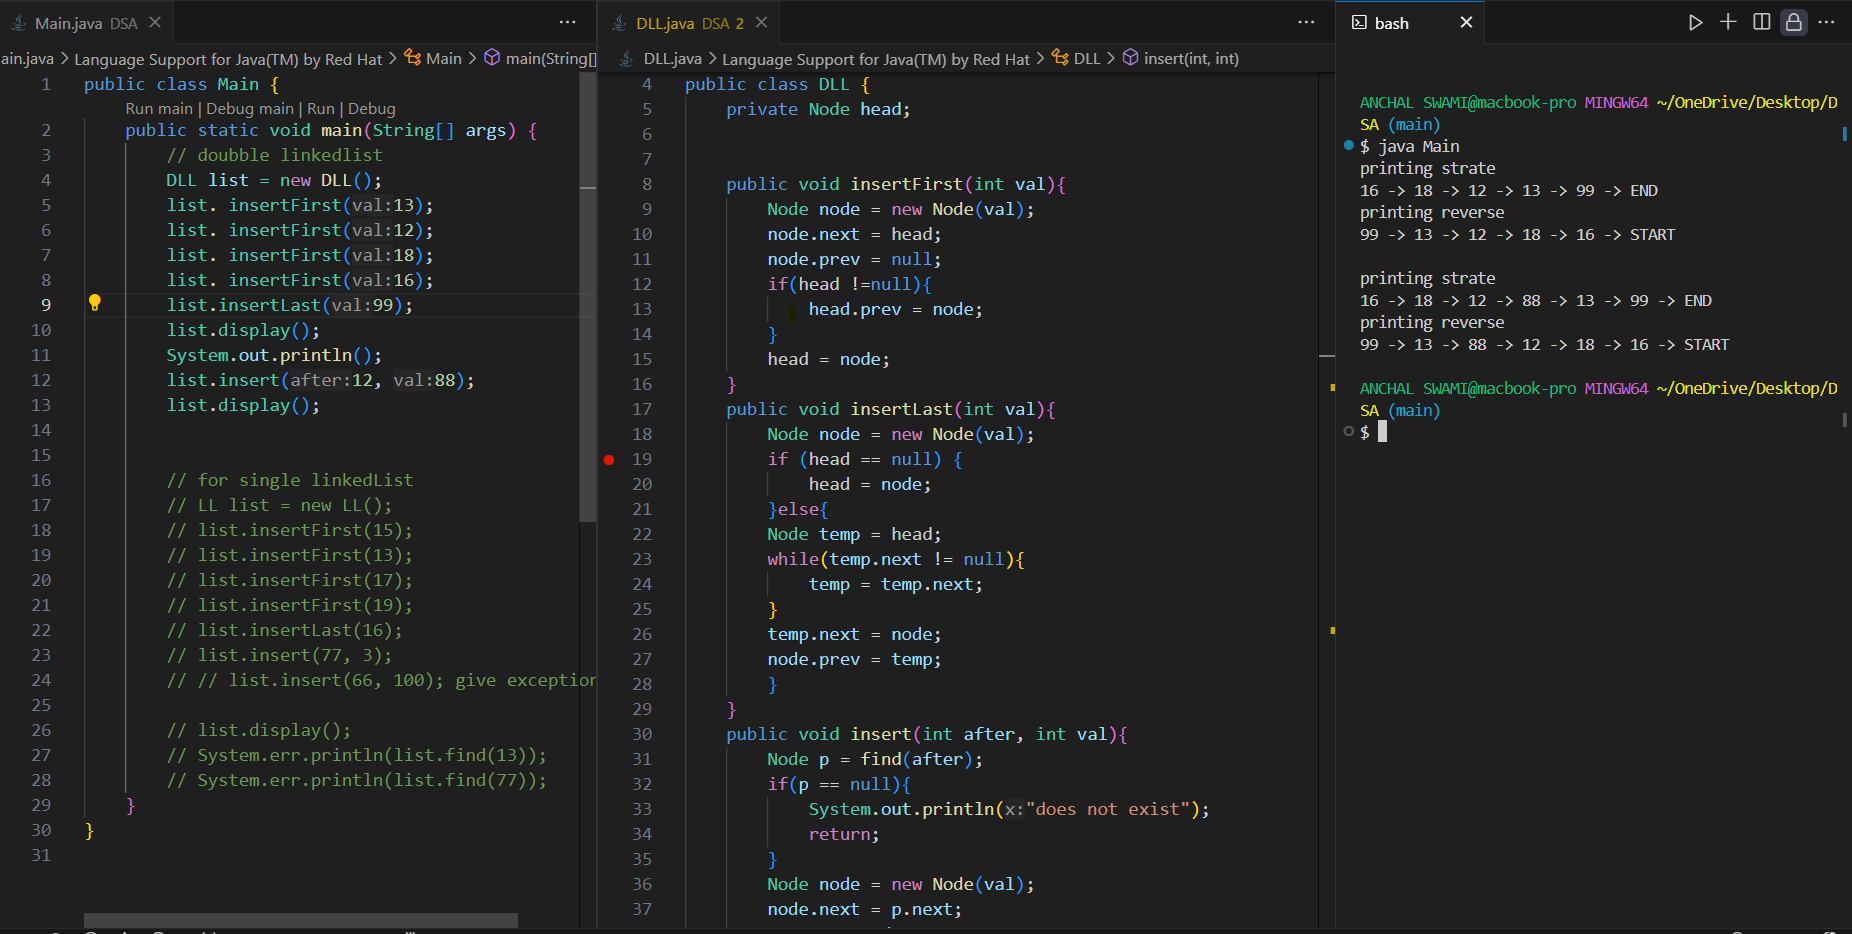 Main.java DSA
ain.java > Language Support for Java(TM) by Red Hat > Main > main(String[]
1 public class Main {
Run main | Debug main | Run | Debug
2 public static void main(String[] args) {
3 // doubble linkedlist
4 DLL list = new DLL();
5 list. insertFirst(val:13);
6 list. insertFirst(val:12);
7 list. insertFirst(val:18);
8 list. insertFirst(val:16);
9 list.insertLast(val:99);
10 list.display();
11 System.out.println();
12 list.insert(after:12, val:88);
13 list.display();
14
15
16 // for single linkedList
17 // LL list = new LL();
18 // list.insertFirst(15);
19 // list.insertFirst(13);
20 // list.insertFirst(17);
21 // list.insertFirst(19);
22 // list.insertLast(16);
23 // list.insert(77, 3);
24 // // list.insert(66, 100); give exception
25
26 // list.display();
27 // System.err.println(list.find(13));
28 // System.err.println(list.find(77));
29 }
30 }
31
DLL.java DSA 2
DLL.java > Language Support for Java(TM) by Red Hat > DLL > insert(int, int)
4 public class DLL {
5 private Node head;
6
7
8 public void insertFirst(int val){
9 Node node = new Node(val);
10 node.next = head;
11 node.prev = null;
12 if(head !=null){
13 head.prev = node;
14 }
15 head = node;
16 }
17 public void insertLast(int val){
18 Node node = new Node(val);
19 if (head == null) {
20 head = node;
21 }else{
22 Node temp = head;
23 while(temp.next != null){
24 temp = temp.next;
25 }
26 temp.next = node;
27 node.prev = temp;
28 }
29 }
30 public void insert(int after, int val){
31 Node p = find(after);
32 if(p == null){
33 System.out.println(x:"does not exist");
34 return;
35 }
36 Node node = new Node(val);
37 node.next = p.next;
bash
ANCHAL SWAMI@macbook-pro MINGW64 ~/OneDrive/Desktop/D
SA (main)
$ java Main
printing strate
16 -> 18 -> 12 -> 13 -> 99 -> END
printing reverse
99 -> 13 -> 12 -> 18 -> 16 -> START
printing strate
16 -> 18 -> 12 -> 88 -> 13 -> 99 -> END
printing reverse
99 -> 13 -> 88 -> 12 -> 18 -> 16 -> START
ANCHAL SWAMI@macbook-pro MINGW64 ~/OneDrive/Desktop/D
SA (main)
$